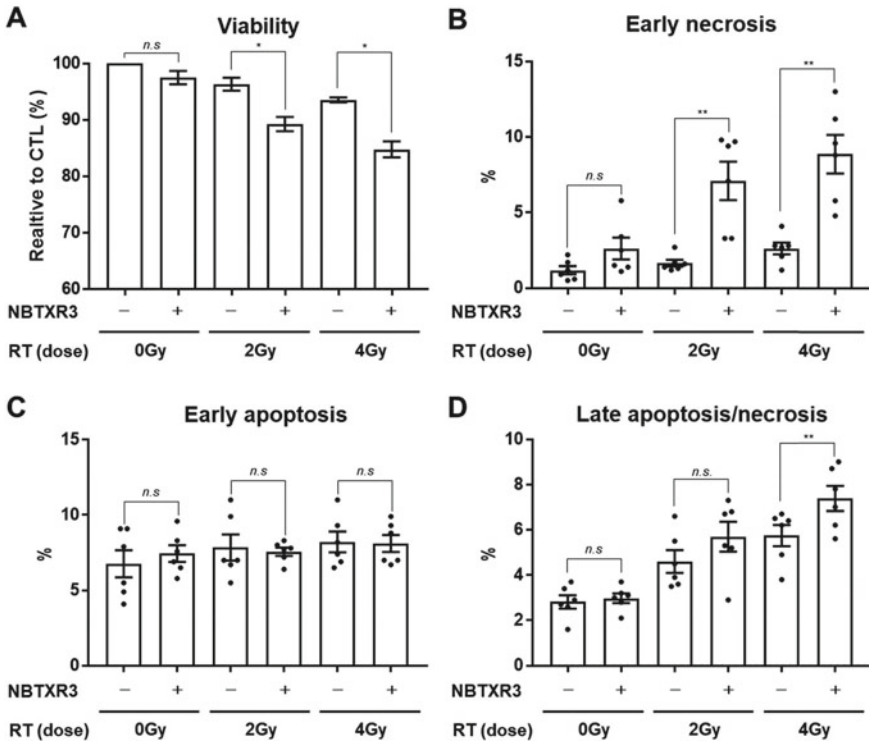 A
Viability
Realtive to CTL (%)
100
90
80
70
60
n.s
*
*
NBTXR3
− + − + − +
RT (dose)
0Gy 2Gy 4Gy
B
Early necrosis
%
15
10
5
0
n.s
**
**
NBTXR3
− + − + − +
RT (dose)
0Gy 2Gy 4Gy
C
Early apoptosis
%
15
10
5
0
n.s
n.s
n.s
NBTXR3
− + − + − +
RT (dose)
0Gy 2Gy 4Gy
D
Late apoptosis/necrosis
%
10
8
6
4
2
0
n.s
n.s.
**
NBTXR3
− + − + − +
RT (dose)
0Gy 2Gy 4Gy